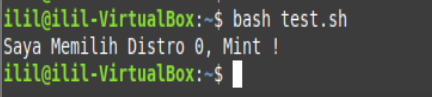 ilil@ilil-VirtualBox:~$ bash test.sh
Saya Memilih Distro 0, Mint !
ilil@ilil-VirtualBox:~$